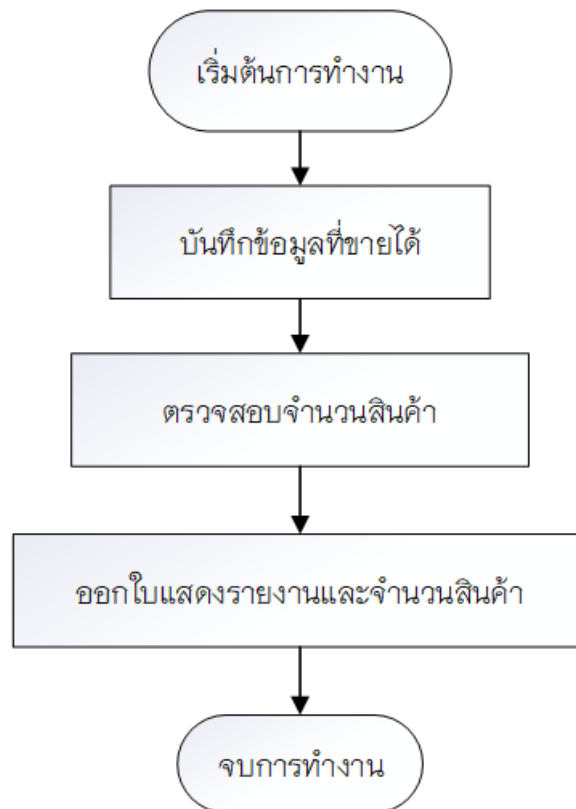 เริ่มต้นการทำงาน
บันทึกข้อมูลที่ขายได้
ตรวจสอบจำนวนสินค้า
ออกใบแสดงรายงานและจำนวนสินค้า
จบการทำงาน